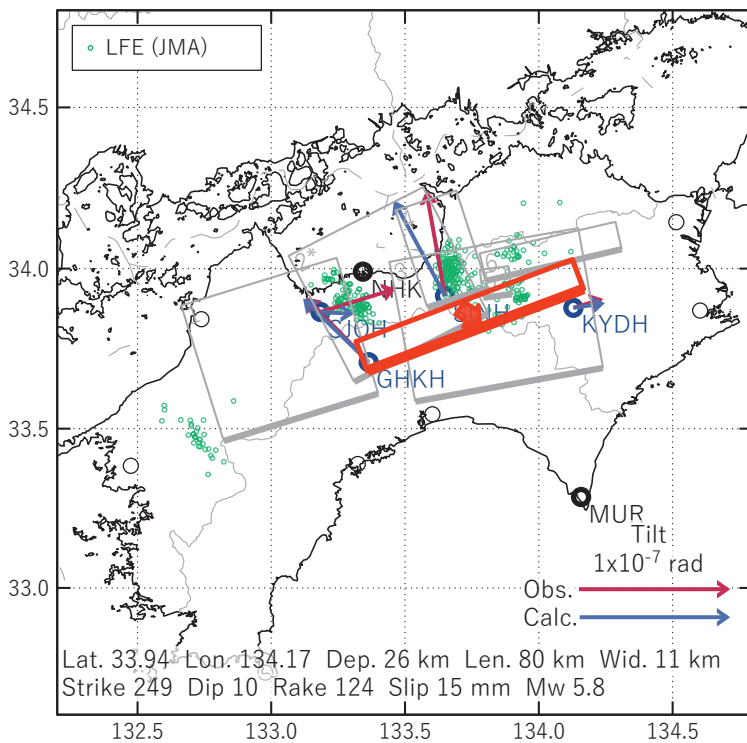 LFE (JMA)
34.5
34.0
33.5
33.0
NHK
KYDH
GHKH
MUR
Tilt
1x10-7 rad
Obs.
Calc.
Lat. 33.94 Lon. 134.17 Dep. 26 km Len. 80 km Wid. 11 km
Strike 249 Dip 10 Rake 124 Slip 15 mm Mw 5.8
132.5 133.0 133.5 134.0 134.5